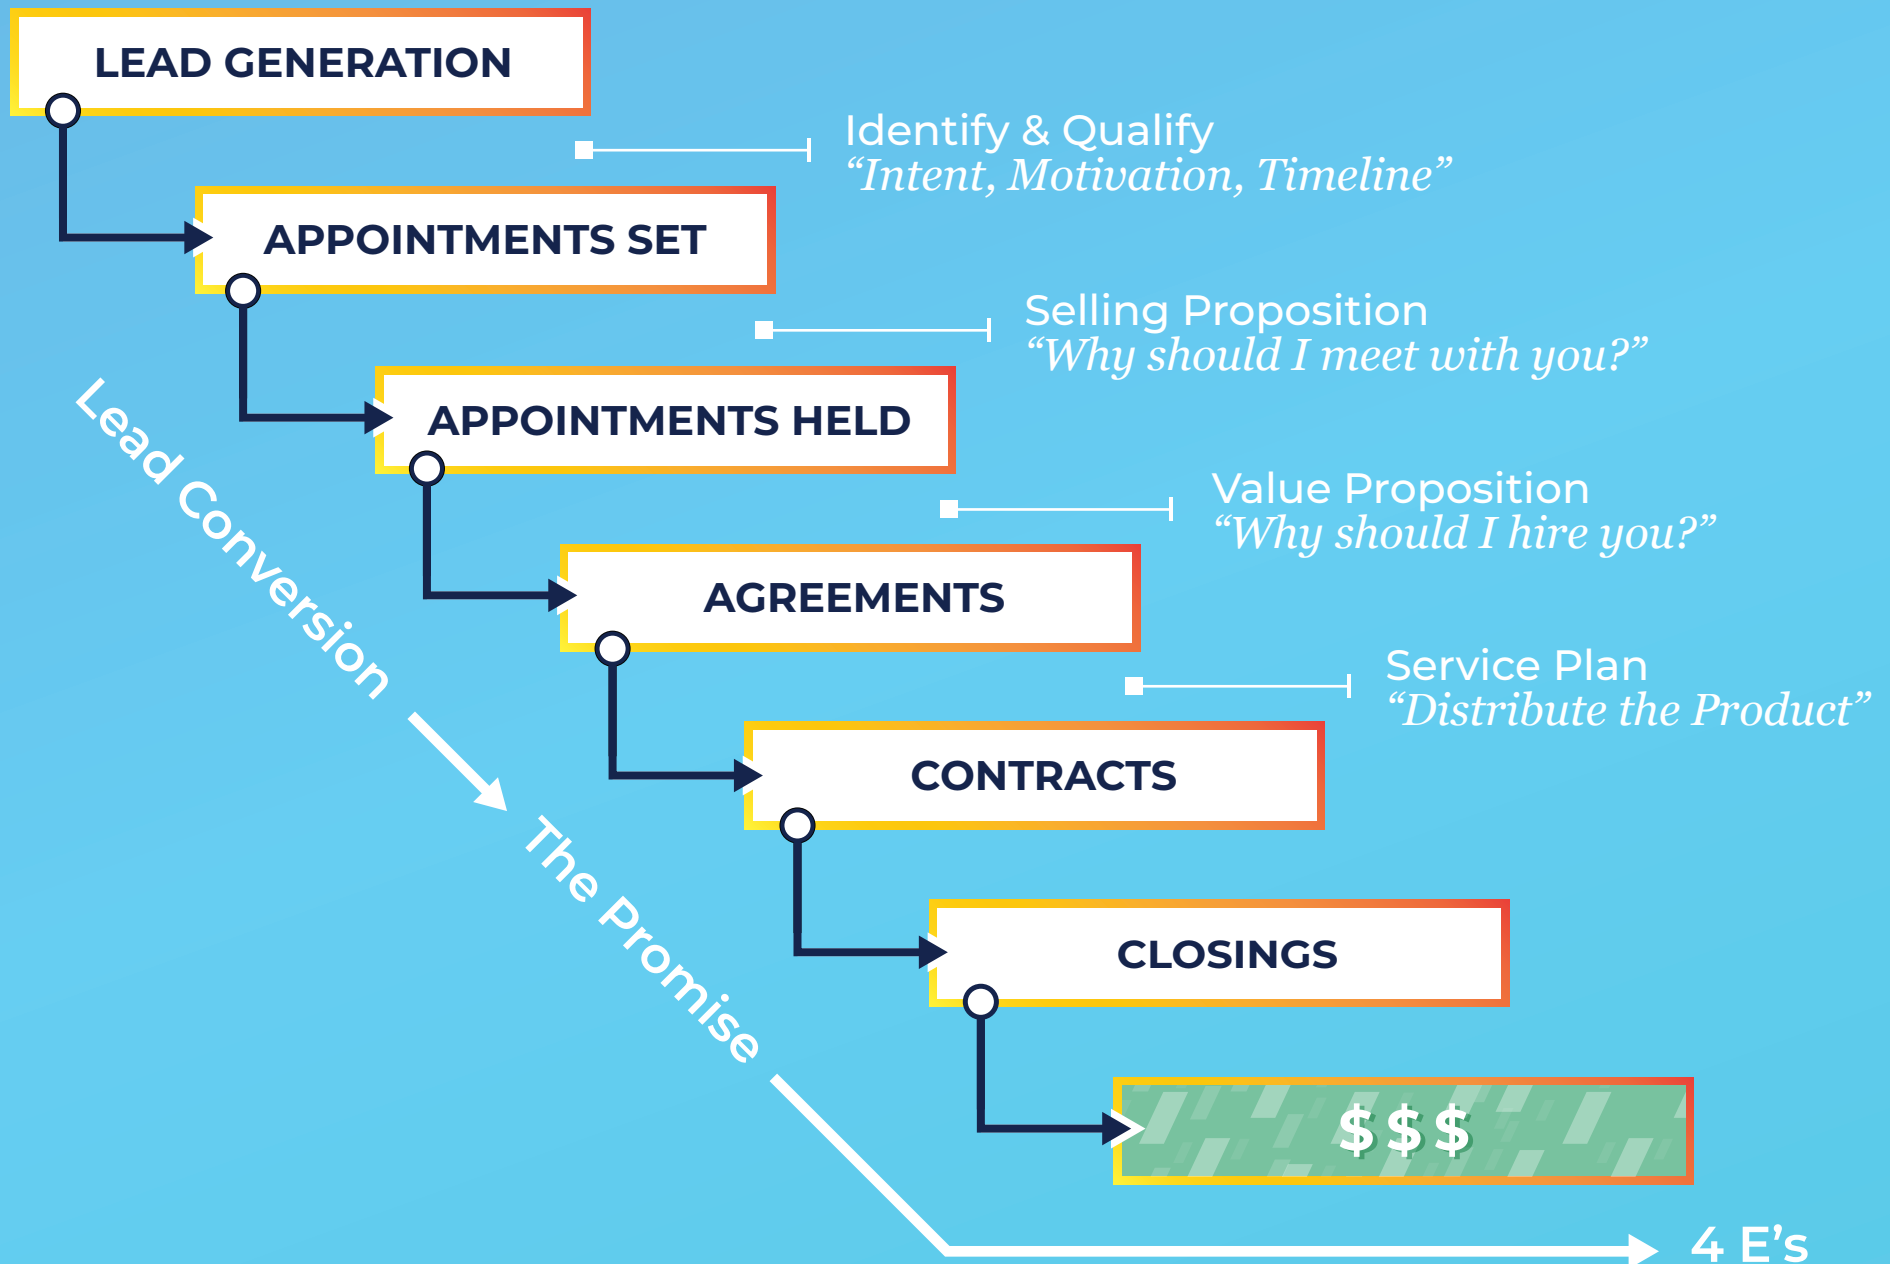 LEAD GENERATION
Identify & Qualify
“Intent, Motivation, Timeline”
APPOINTMENTS SET
Selling Proposition
“Why should I meet with you?”
APPOINTMENTS HELD
Value Proposition
“Why should I hire you?”
AGREEMENTS
Service Plan
“Distribute the Product”
CONTRACTS
CLOSINGS
$$$
Lead Conversion
The Promise
4 E’s